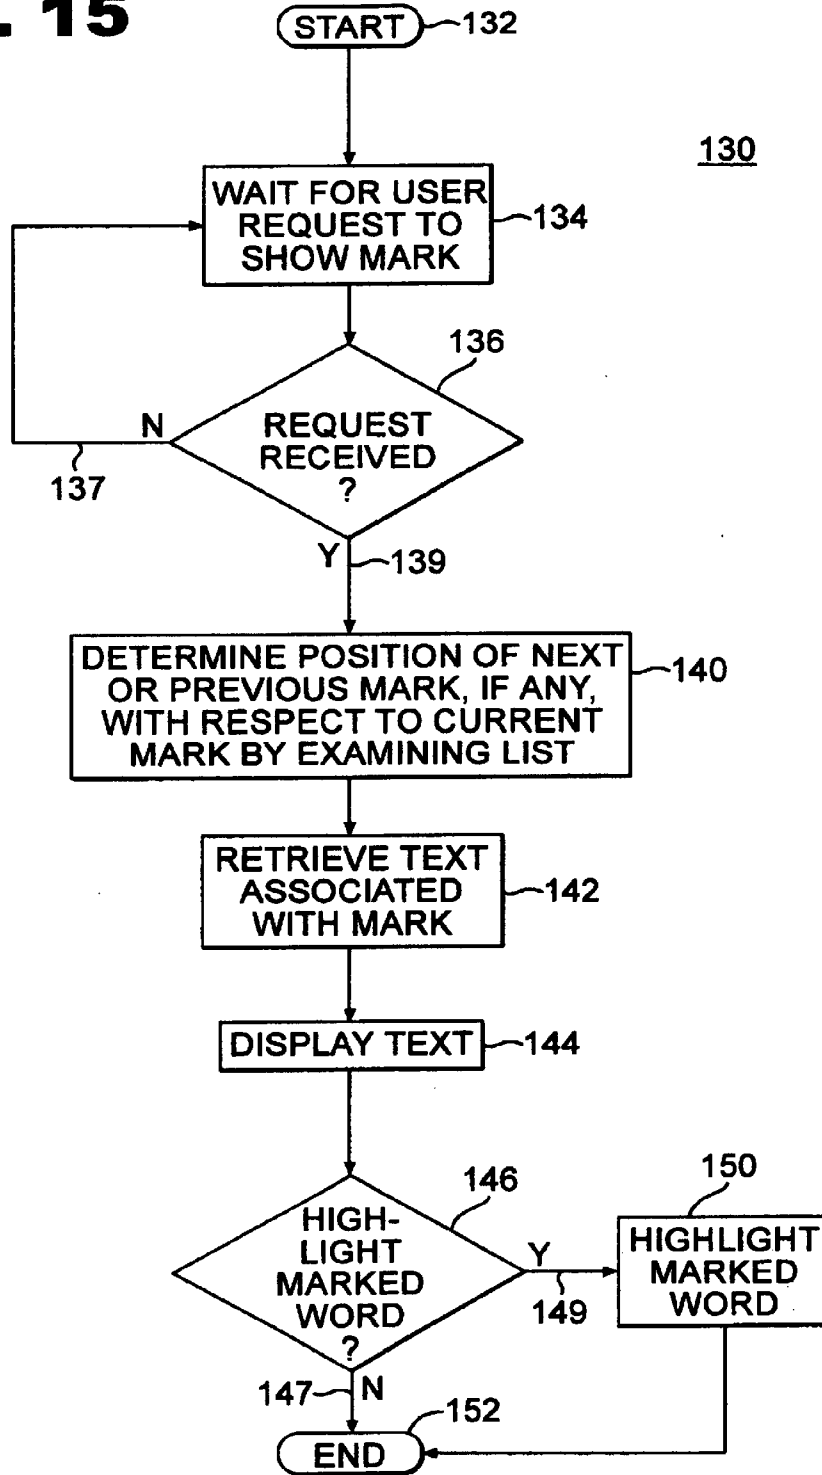 . 15
START
132
130
WAIT FOR USER
REQUEST TO
SHOW MARK
134
136
REQUEST
RECEIVED
?
N
137
Y
139
DETERMINE POSITION OF NEXT
OR PREVIOUS MARK, IF ANY,
WITH RESPECT TO CURRENT
MARK BY EXAMINING LIST
140
RETRIEVE TEXT
ASSOCIATED
WITH MARK
142
DISPLAY TEXT
144
146
HIGH-
LIGHT
MARKED
WORD
?
Y
149
150
HIGHLIGHT
MARKED
WORD
147
N
152
END